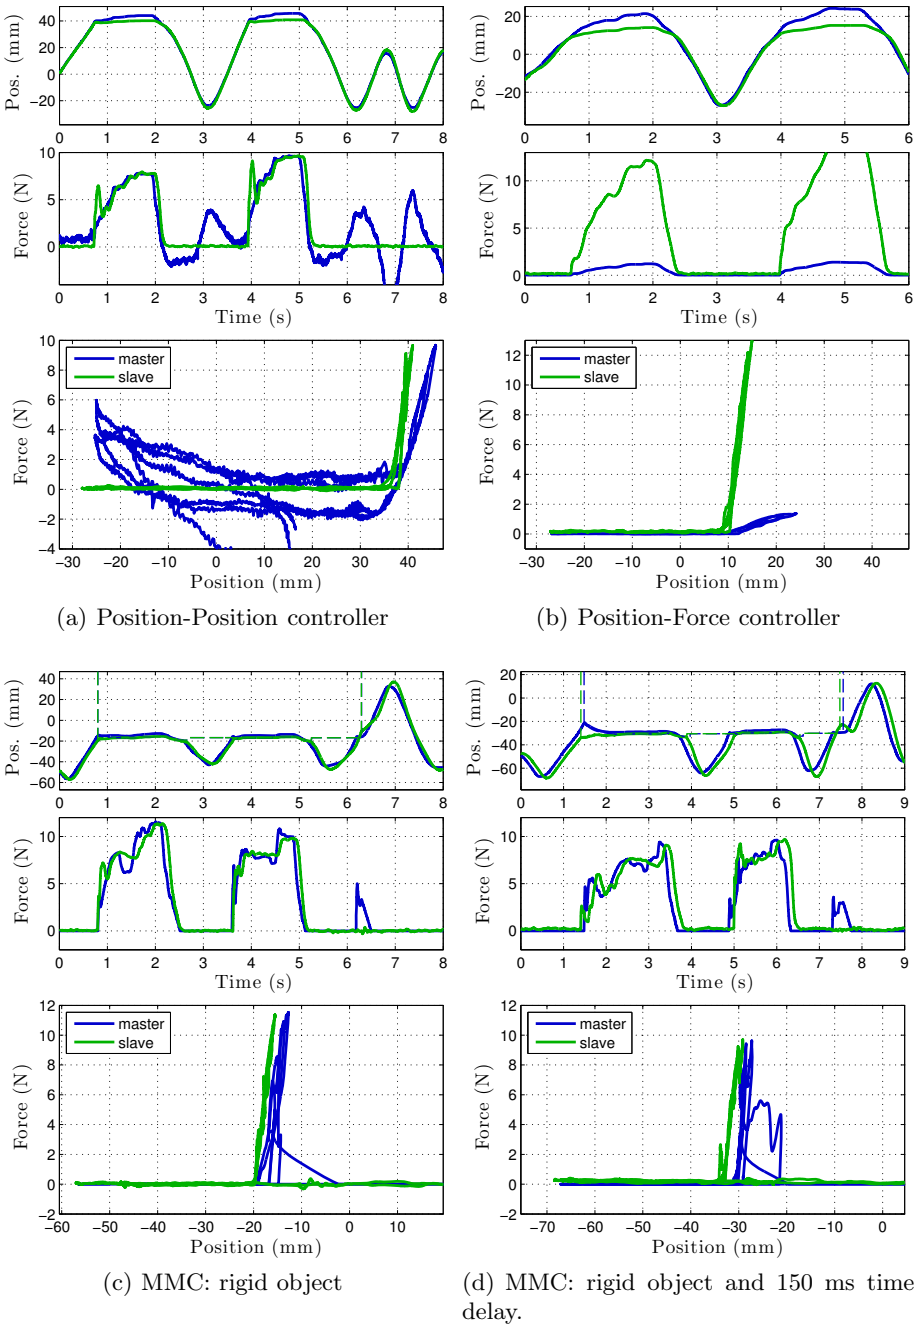 Pos. (mm)
40
20
0
−20
0 1 2 3 4 5 6 7 8
Force (N)
10
5
0
0 1 2 3 4 5 6 7 8
Time (s)
Force (N)
10
8
6
4
2
0
−2
−4
master
slave
−30 −20 −10 0 10 20 30 40
Position (mm)
(a) Position-Position controller
Pos. (mm)
20
0
−20
0 1 2 3 4 5 6
Force (N)
10
5
0
0 1 2 3 4 5 6
Time (s)
Force (N)
12
10
8
6
4
2
0
master
slave
−30 −20 −10 0 10 20 30 40
Position (mm)
(b) Position-Force controller
Pos. (mm)
40
20
0
−20
−40
−60
0 1 2 3 4 5 6 7 8
Force (N)
10
5
0
0 1 2 3 4 5 6 7 8
Time (s)
Force (N)
12
10
8
6
4
2
0
−2
master
slave
−60 −50 −40 −30 −20 −10 0 10
Position (mm)
(c) MMC: rigid object
Pos. (mm)
20
0
−20
−40
−60
0 1 2 3 4 5 6 7 8 9
Force (N)
10
5
0
0 1 2 3 4 5 6 7 8 9
Time (s)
Force (N)
12
10
8
6
4
2
0
−2
master
slave
−70 −60 −50 −40 −30 −20 −10 0
Position (mm)
(d) MMC: rigid object and 150 ms time
delay.